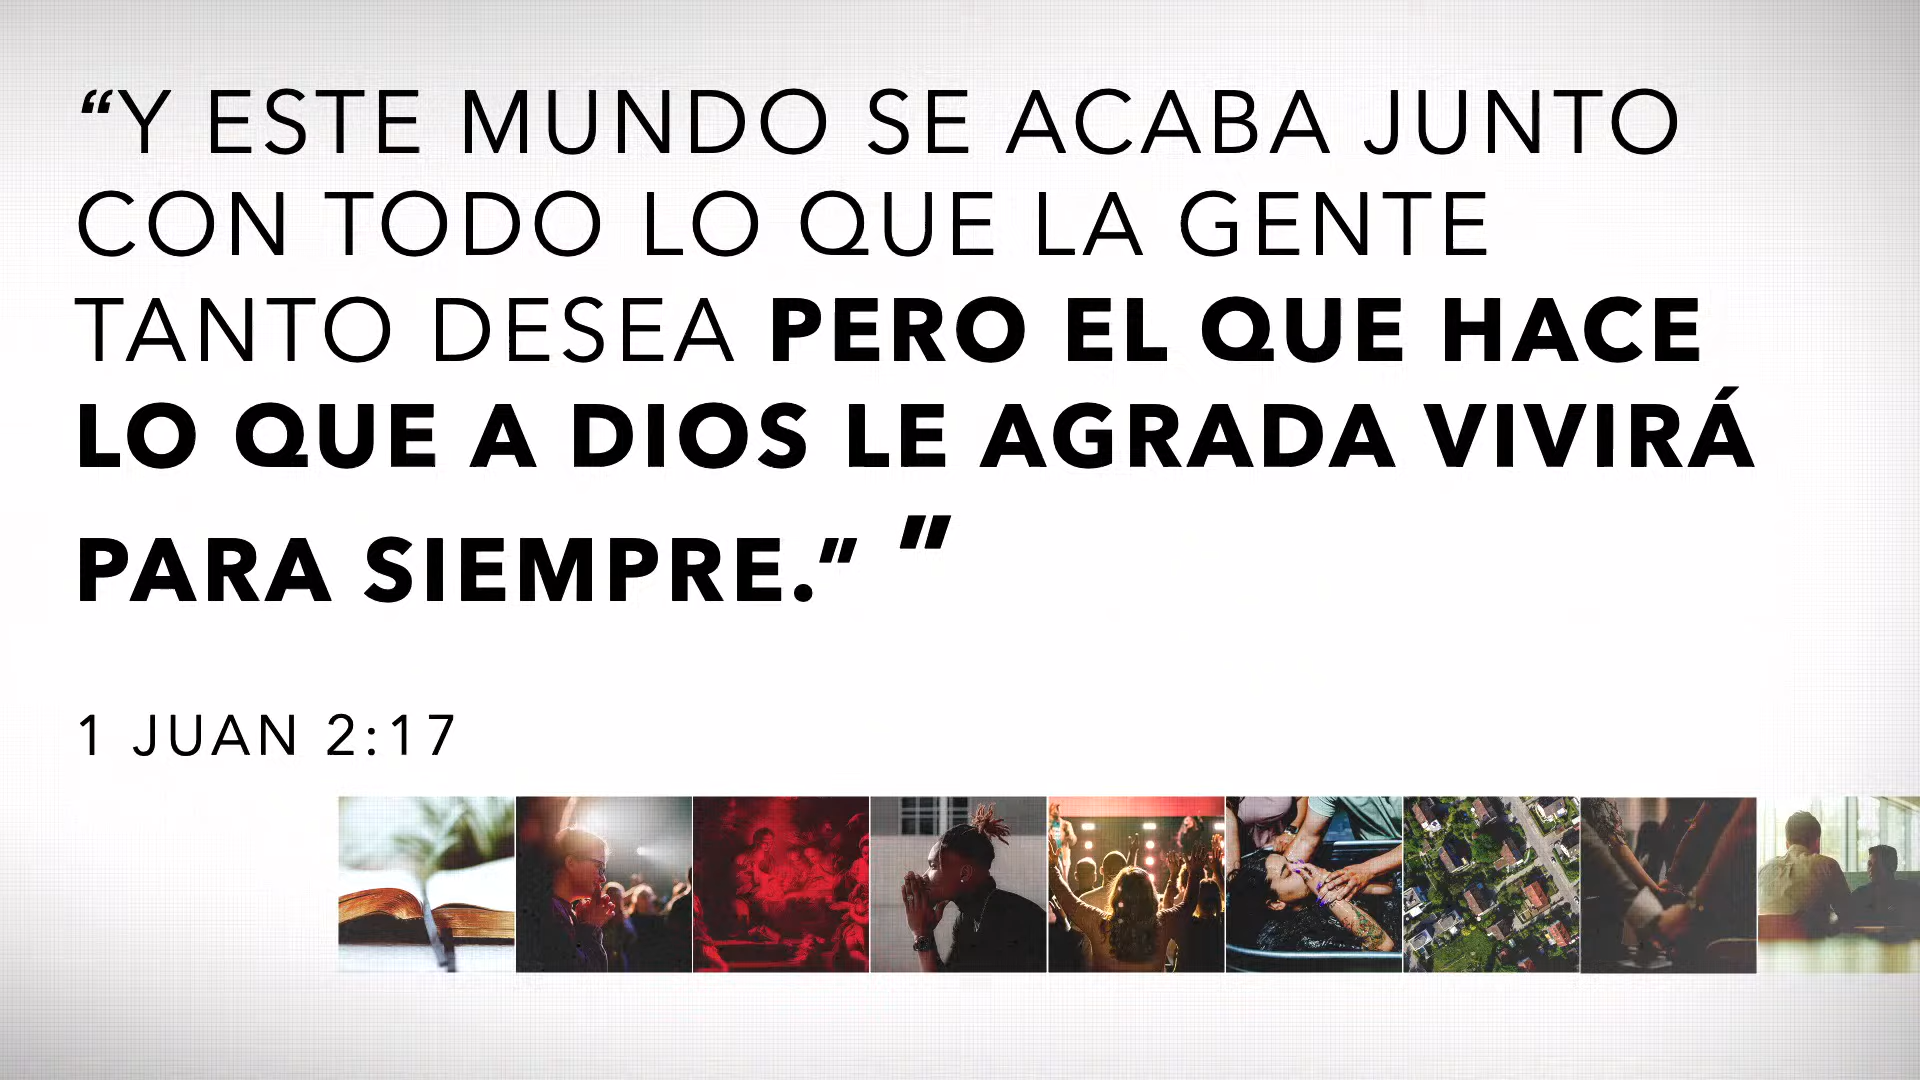 “Y ESTE MUNDO SE ACABA JUNTO
CON TODO LO QUE LA GENTE
TANTO DESEA PERO EL QUE HACE
LO QUE A DIOS LE AGRADA VIVIRÁ
PARA SIEMPRE.” ”
1 JUAN 2:17